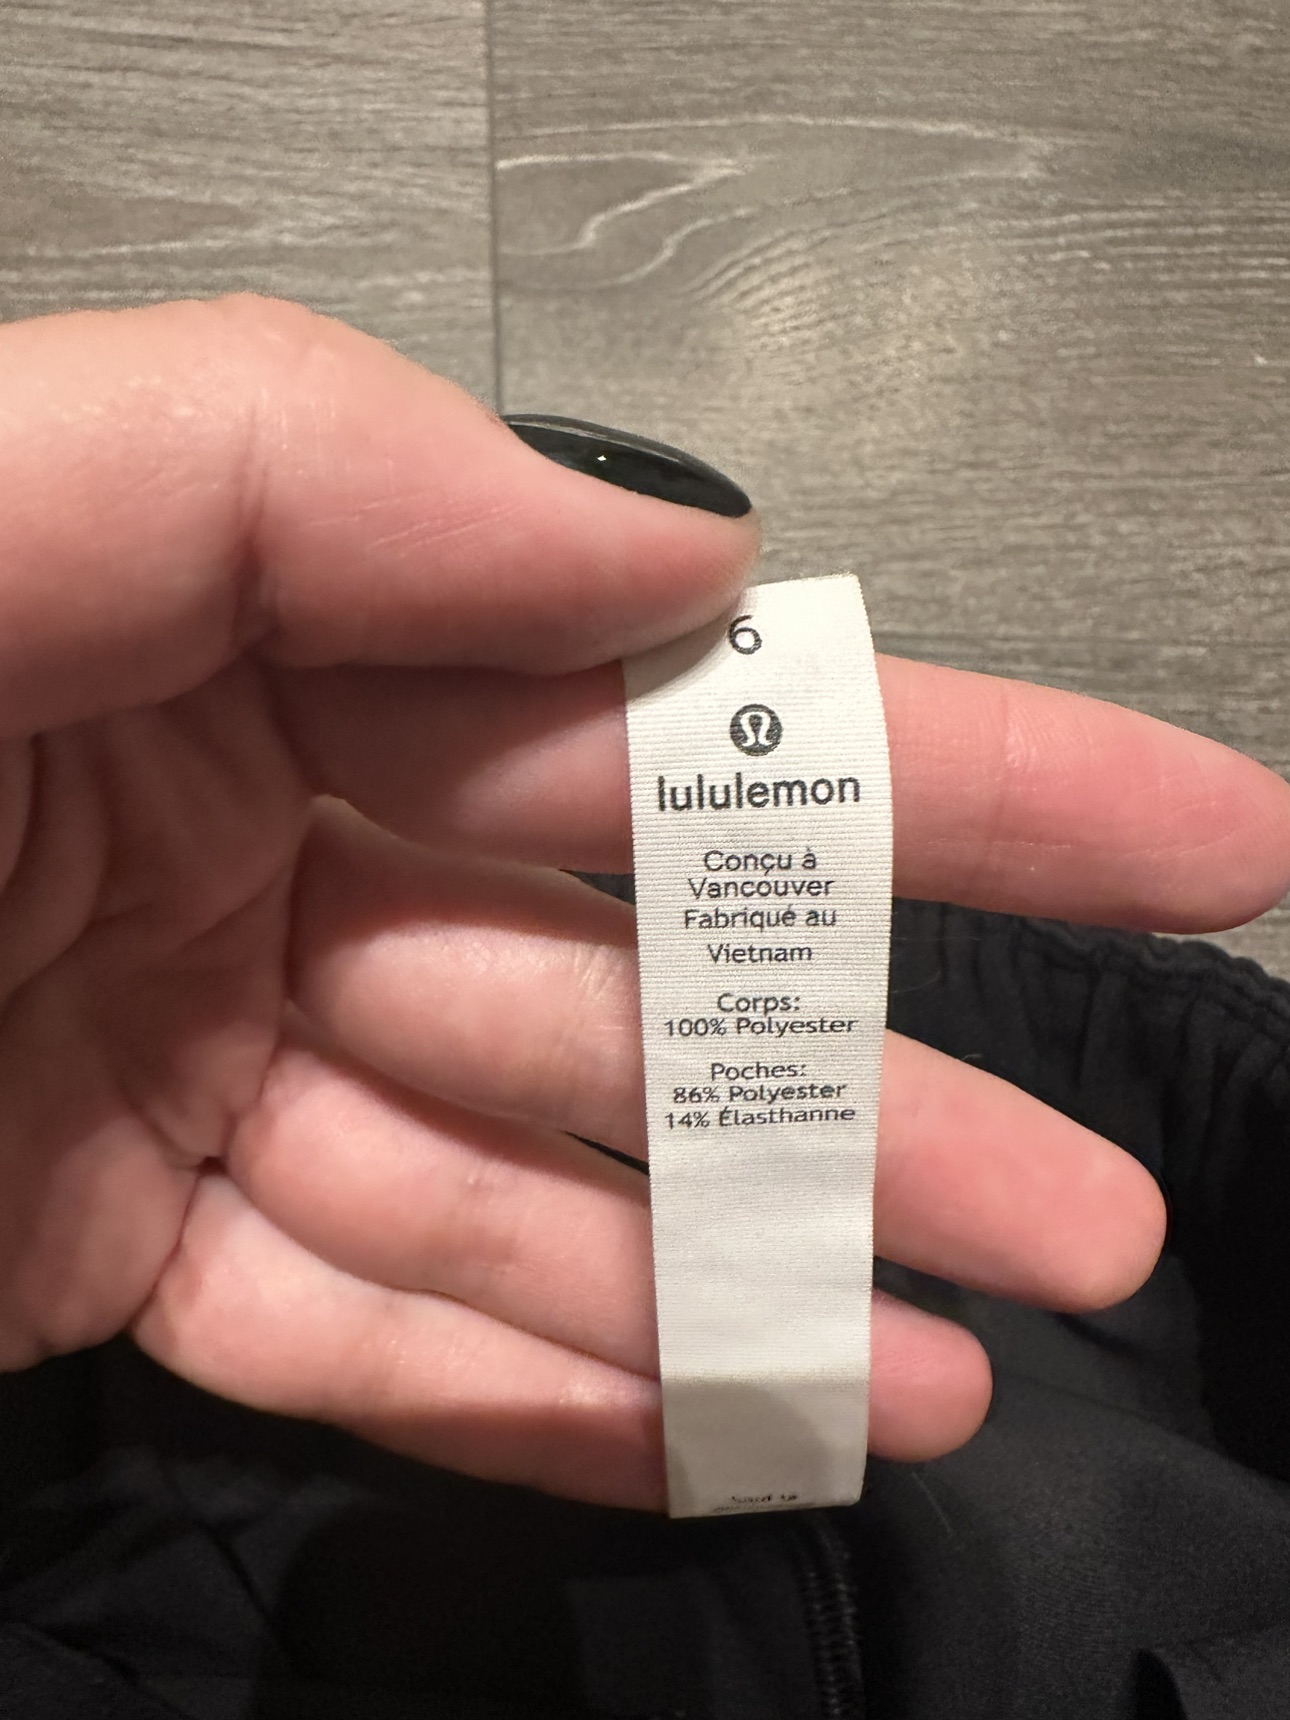 6
lululemon
Conçu à
Vancouver
Fabriqué au
Vietnam
Corps:
100% Polyester
Poches:
86% Polyester
14% Élasthanne